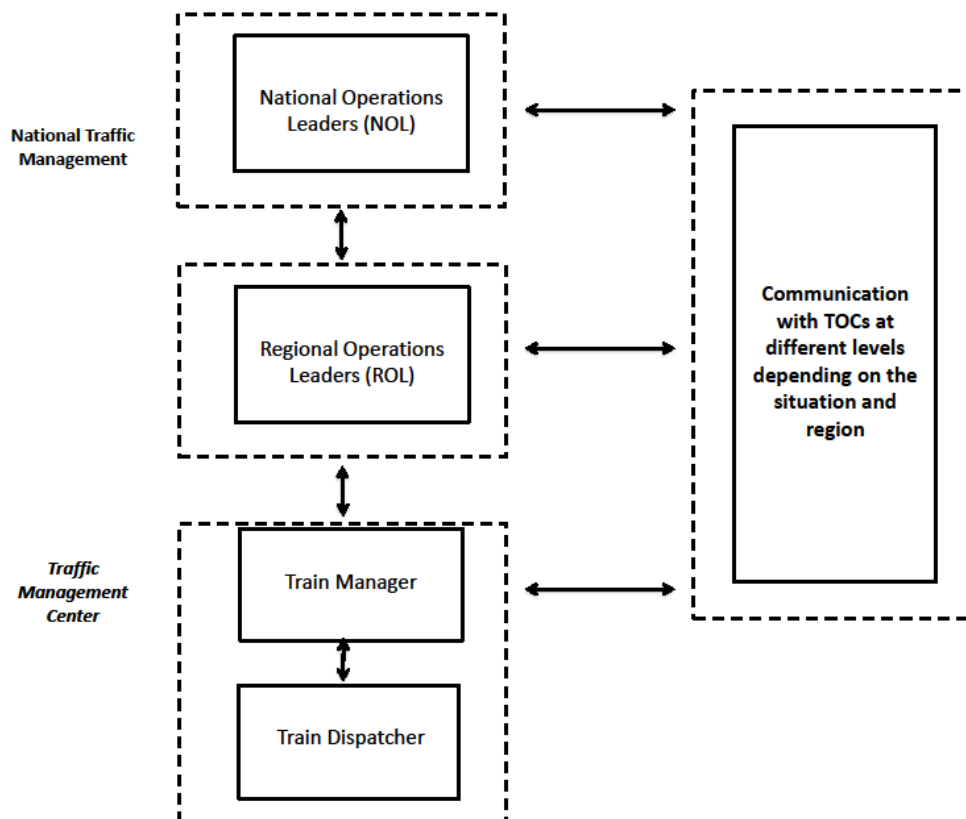 National Operations
Leaders (NOL)
National Traffic
Management
Regional Operations
Leaders (ROL)
Communication
with TOCs at
different levels
depending on the
situation and
region
Traffic
Management
Center
Train Manager
Train Dispatcher